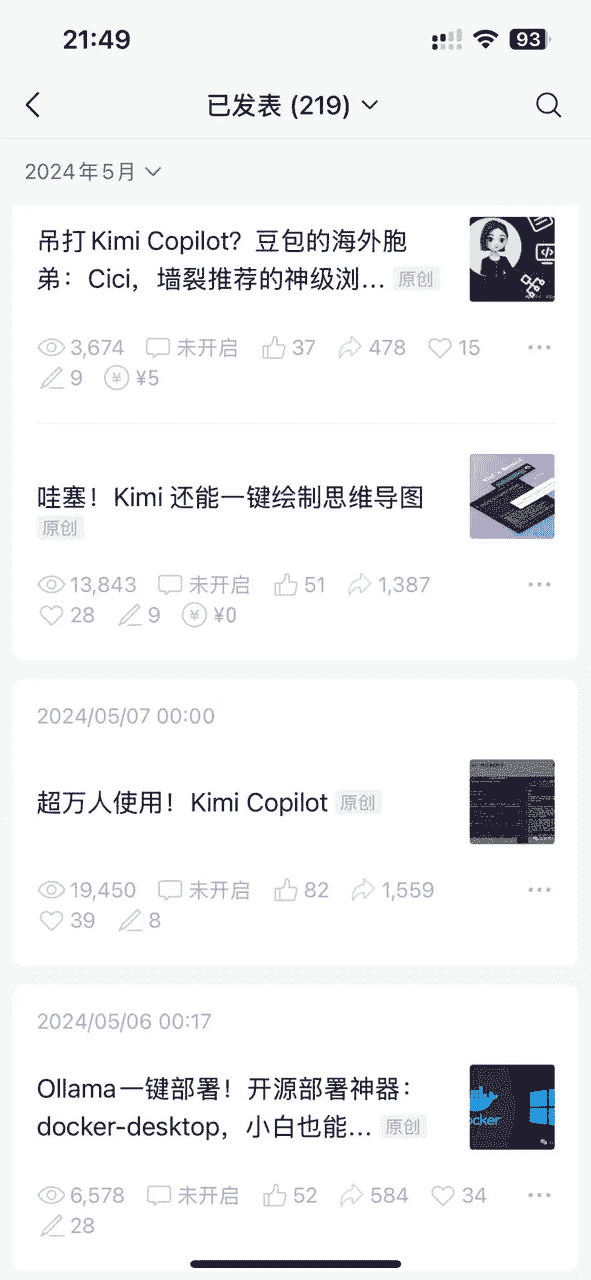 21:49
93
已发表 (219)
2024年5月
吊打 Kimi Copilot？豆包的海外胞
弟：Cici，墙裂推荐的神级浏... 原创
3,674 未开启 37 478 15
9 ¥5
哇塞！Kimi 还能一键绘制思维导图
原创
13,843 未开启 51 1,387
28 9 ¥0
2024/05/07 00:00
超万人使用！Kimi Copilot 原创
19,450 未开启 82 1,559
39 8
2024/05/06 00:17
Ollama 一键部署！开源部署神器：
docker-desktop，小白也能... 原创
ocker
6,578 未开启 52 584 34
28